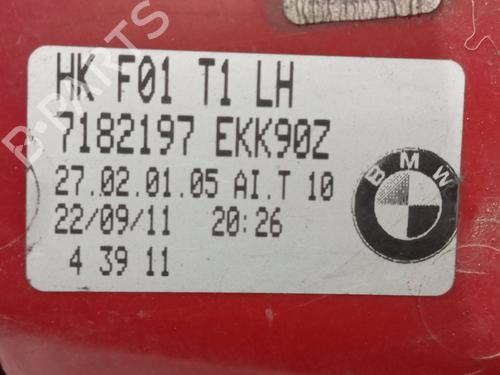 B-PARTS
HK F01 T1 LH
7182197 EKK90Z
27.02.01.05 AI.T 10
22/09/11 20:26
4 39 11
BMW